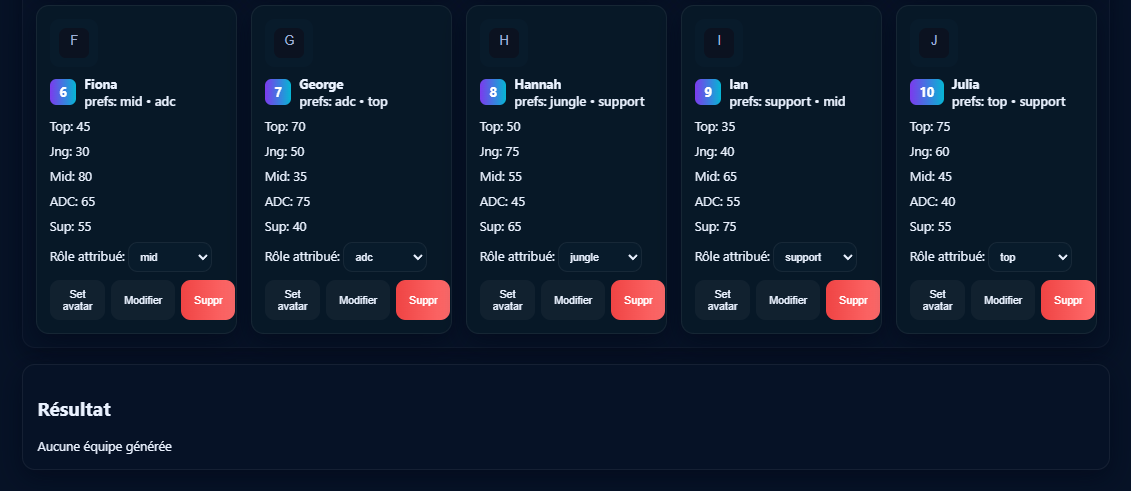 F
6 Fiona
prefs: mid • adc
Top: 45
Jng: 30
Mid: 80
ADC: 65
Sup: 55
Rôle attribué: mid
Set avatar Modifier Suppr
G
7 George
prefs: adc • top
Top: 70
Jng: 50
Mid: 35
ADC: 75
Sup: 40
Rôle attribué: adc
Set avatar Modifier Suppr
H
8 Hannah
prefs: jungle • support
Top: 50
Jng: 75
Mid: 55
ADC: 45
Sup: 65
Rôle attribué: jungle
Set avatar Modifier Suppr
I
9 Ian
prefs: support • mid
Top: 35
Jng: 40
Mid: 65
ADC: 55
Sup: 75
Rôle attribué: support
Set avatar Modifier Suppr
J
10 Julia
prefs: top • support
Top: 75
Jng: 60
Mid: 45
ADC: 40
Sup: 55
Rôle attribué: top
Set avatar Modifier Suppr
Résultat
Aucune équipe générée